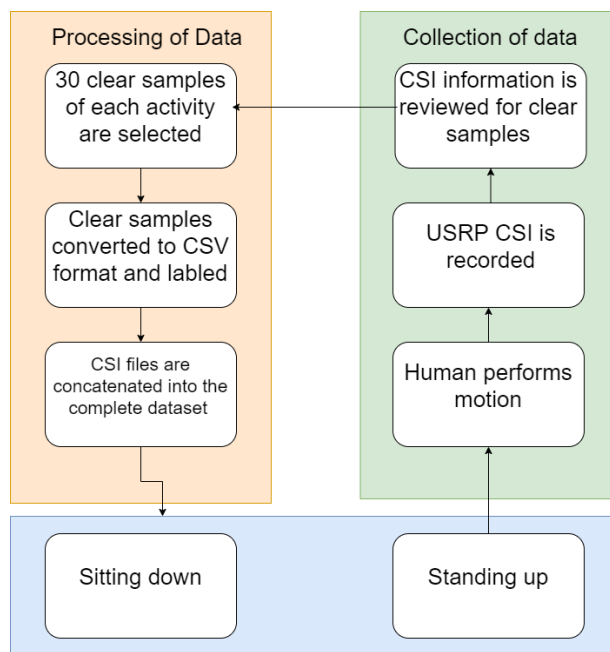 Processing of Data
30 clear samples
of each activity
are selected
Clear samples
converted to CSV
format and labled
CSI files are
concatenated into the
complete dataset
Collection of data
CSI information is
reviewed for clear
samples
USRP CSI is
recorded
Human performs
motion
Sitting down
Standing up